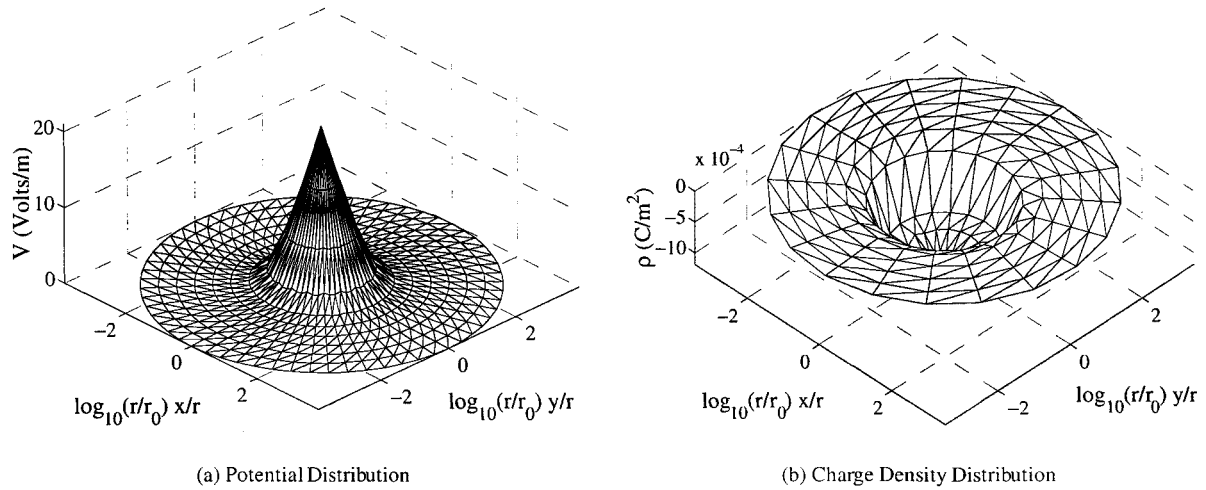 20
10
0
V (Volts/m)
−2
0
2
log10(r/r0) x/r
−2
0
2
log10(r/r0) y/r
(a) Potential Distribution
x 10−4
0
−5
−10
ρ (C/m2)
−2
0
2
log10(r/r0) x/r
−2
0
2
log10(r/r0) y/r
(b) Charge Density Distribution